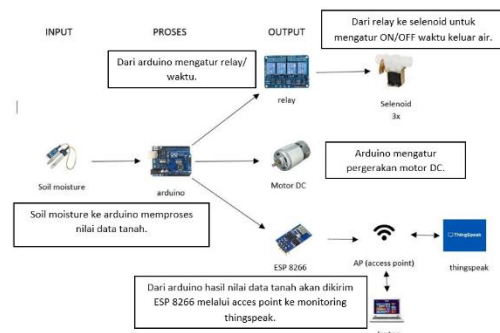 INPUT
PROSES
OUTPUT
Dari relay ke selenoid untuk
mengatur ON/OFF waktu keluar air.
Dari arduino mengatur relay/
waktu.
relay
Selenoid
3x
Arduino mengatur
pergerakan motor DC.
Soil moisture
arduino
Motor DC
Soil moisture ke arduino memproses
nilai data tanah.
ThingSpeak
ESP 8266
AP (access point)
thingspeak
Dari arduino hasil nilai data tanah akan dikirim
ESP 8266 melalui acces point ke monitoring
thingspeak.